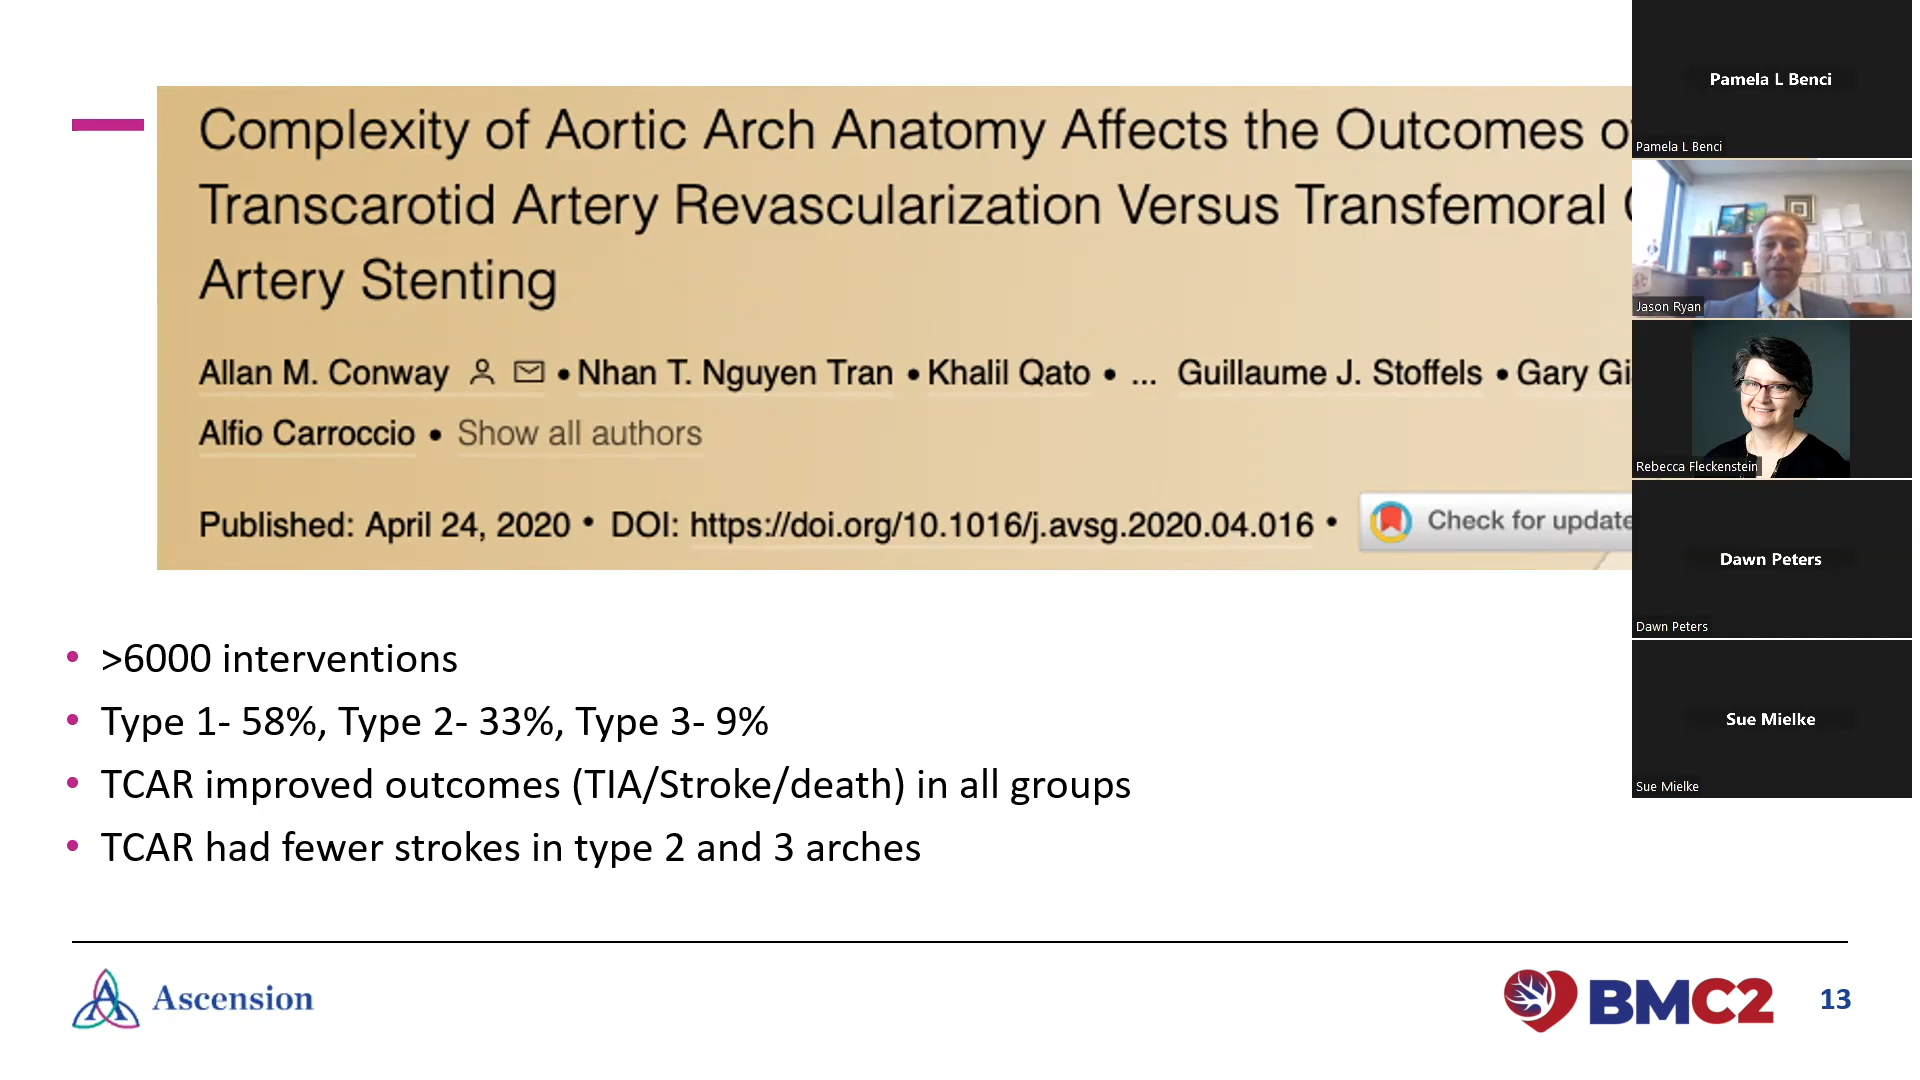 Complexity of Aortic Arch Anatomy Affects the Outcomes
Transcarotid Artery Revascularization Versus Transfemoral
Artery Stenting
Allan M. Conway • Nhan T. Nguyen Tran • Khalil Qato • ... Guillaume J. Stoffels • Gary
Alfio Carroccio • Show all authors
Published: April 24, 2020 • DOI: https://doi.org/10.1016/j.avsg.2020.04.016 •
Check for update
• >6000 interventions
• Type 1- 58%, Type 2- 33%, Type 3- 9%
• TCAR improved outcomes (TIA/Stroke/death) in all groups
• TCAR had fewer strokes in type 2 and 3 arches
Ascension
BMC2
13
Pamela L Benci
Pamela L Benci
Jason Ryan
Rebecca Fleckenstein
Dawn Peters
Dawn Peters
Sue Mielke
Sue Mielke